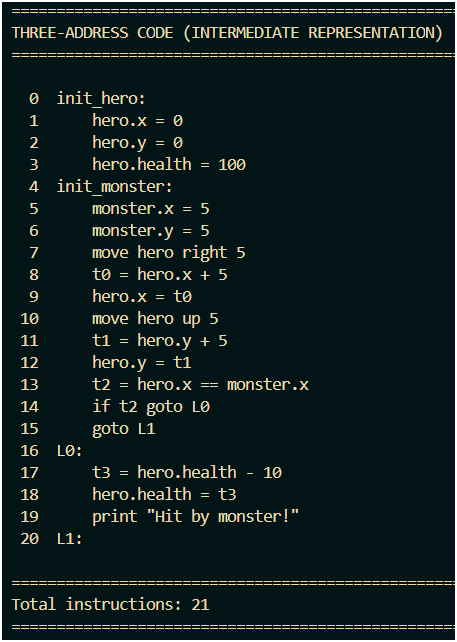 ==================================================
THREE-ADDRESS CODE (INTERMEDIATE REPRESENTATION)
==================================================
0 init_hero:
1 hero.x = 0
2 hero.y = 0
3 hero.health = 100
4 init_monster:
5 monster.x = 5
6 monster.y = 5
7 move hero right 5
8 t0 = hero.x + 5
9 hero.x = t0
10 move hero up 5
11 t1 = hero.y + 5
12 hero.y = t1
13 t2 = hero.x == monster.x
14 if t2 goto L0
15 goto L1
16 L0:
17 t3 = hero.health - 10
18 hero.health = t3
19 print "Hit by monster!"
20 L1:
==================================================
Total instructions: 21
==================================================